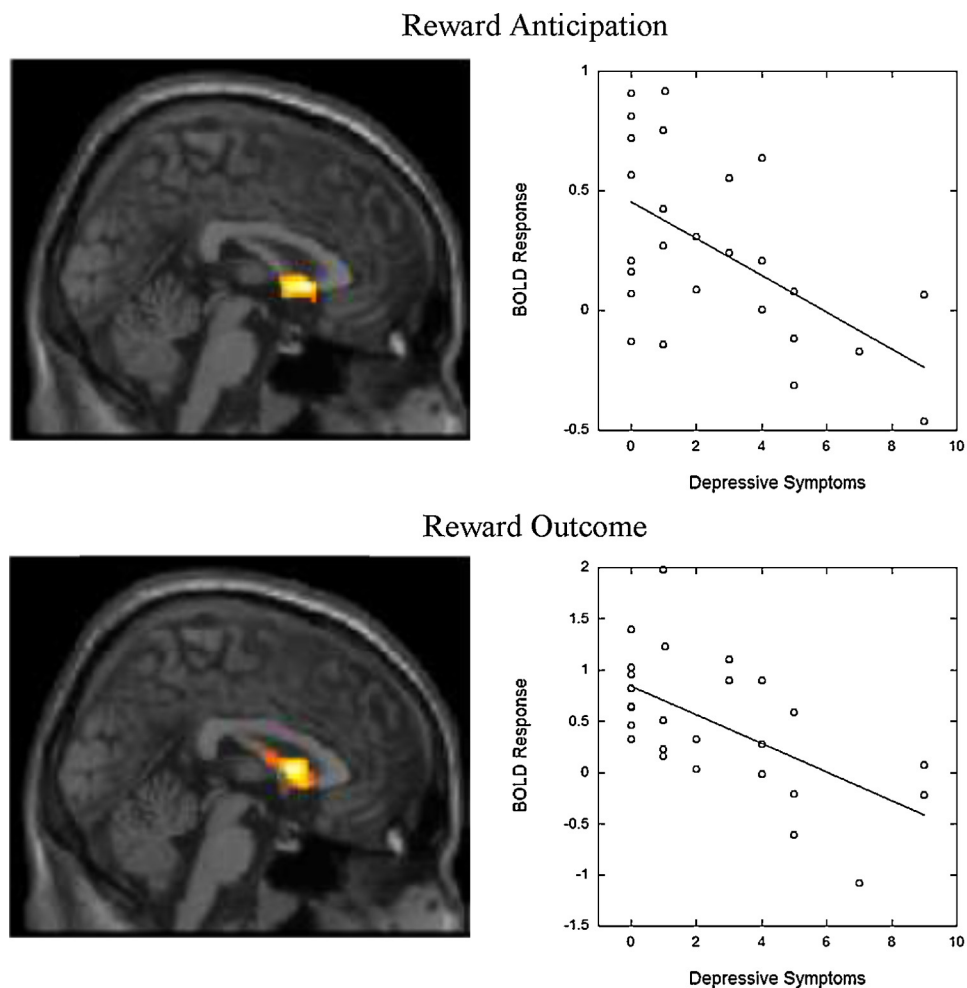 Reward Anticipation
1
0.5
0
-0.5
BOLD Response
0 2 4 6 8 10
Depressive Symptoms
Reward Outcome
2
1.5
1
0.5
0
-0.5
-1
-1.5
BOLD Response
0 2 4 6 8 10
Depressive Symptoms